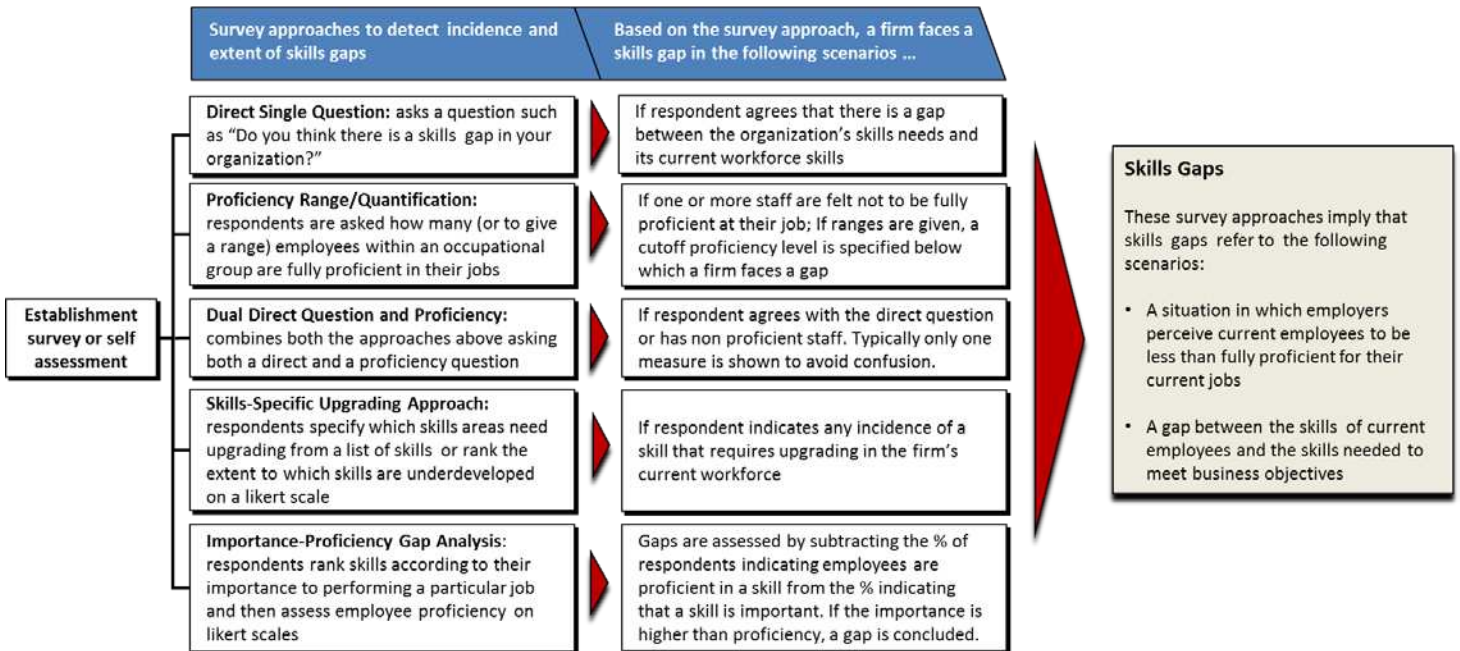 Survey approaches to detect incidence and
extent of skills gaps
Based on the survey approach, a firm faces a
skills gap in the following scenarios ...
Establishment
survey or self
assessment
Direct Single Question: asks a question such
as “Do you think there is a skills gap in your
organization?”
If respondent agrees that there is a gap
between the organization’s skills needs and
its current workforce skills
Proficiency Range/Quantification:
respondents are asked how many (or to give
a range) employees within an occupational
group are fully proficient in their jobs
If one or more staff are felt not to be fully
proficient at their job; If ranges are given, a
cutoff proficiency level is specified below
which a firm faces a gap
Dual Direct Question and Proficiency:
combines both the approaches above asking
both a direct and a proficiency question
If respondent agrees with the direct question
or has non proficient staff. Typically only one
measure is shown to avoid confusion.
Skills-Specific Upgrading Approach:
respondents specify which skills areas need
upgrading from a list of skills or rank the
extent to which skills are underdeveloped
on a likert scale
If respondent indicates any incidence of a
skill that requires upgrading in the firm’s
current workforce
Importance-Proficiency Gap Analysis:
respondents rank skills according to their
importance to performing a particular job
and then assess employee proficiency on
likert scales
Gaps are assessed by subtracting the % of
respondents indicating employees are
proficient in a skill from the % indicating
that a skill is important. If the importance is
higher than proficiency, a gap is concluded.
Skills Gaps
These survey approaches imply that
skills gaps refer to the following
scenarios:
• A situation in which employers
perceive current employees to be
less than fully proficient for their
current jobs
• A gap between the skills of current
employees and the skills needed to
meet business objectives